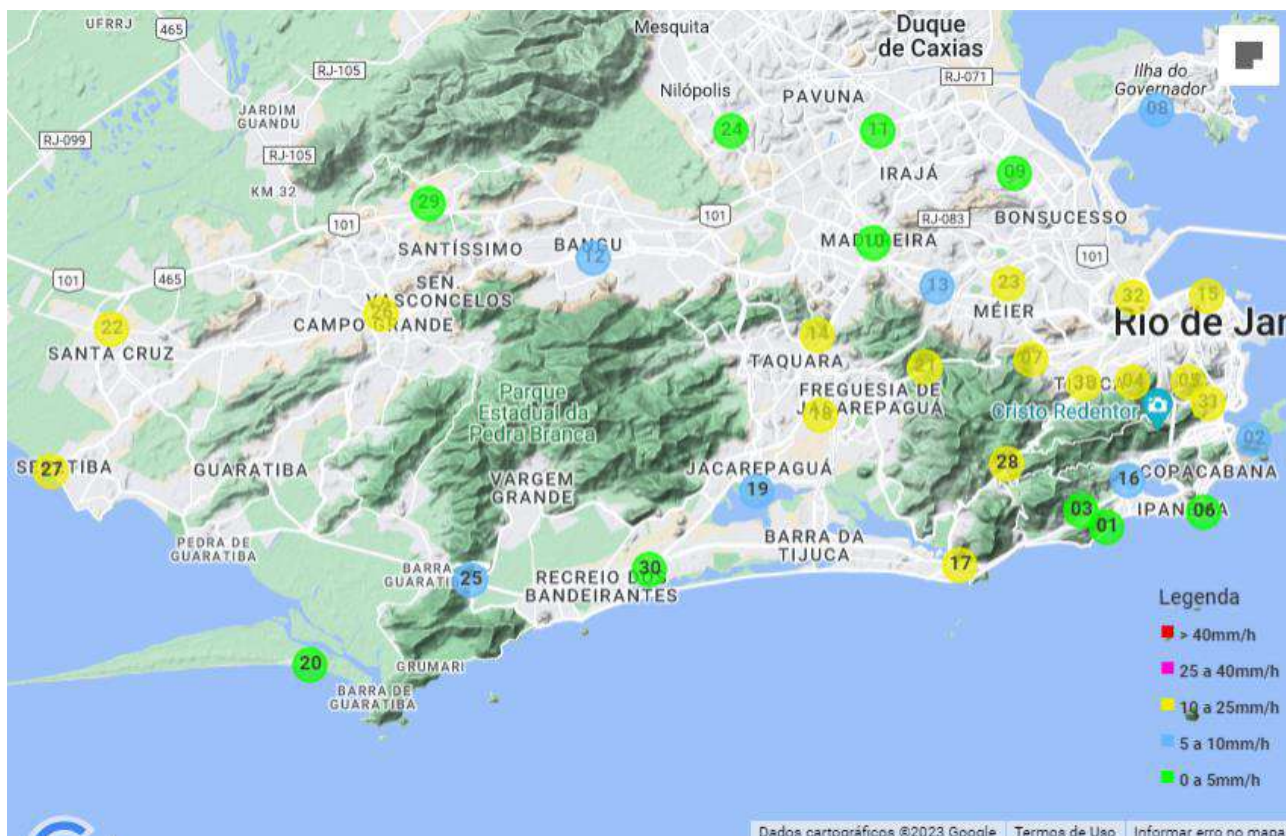 UFRRJ
465
Mesquita
Duque
de Caxias
RJ-105
RJ-071
Ilha do
Governador
08
Nilópolis
PAVUNA
JARDIM
GUANDU
RJ-099
RJ-105
24
11
IRAJÁ
09
KM 32
29
101
101
RJ-083
BONSUCESSO
SANTÍSSIMO
BANGU
12
MADUREIRA
10
101
101
465
SEN.
VASCONCELOS
13
23
32
15
26
CAMPO GRANDE
MÉIER
22
SANTA CRUZ
14
Rio de Jan
TAQUARA
21
07
38
04
05
FREGUESIA DE
JACAREPAGUÁ
18
Parque
Estadual da
Pedra Branca
Cristo Redentor
31
02
SEPETIBA
27
GUARATIBA
VARGEM
GRANDE
JACAREPAGUÁ
19
28
16
COPACABANA
03
01
IPANEMA
06
PEDRA DE
GUARATIBA
BARRA DA
TIJUCA
17
BARRA
GUARATI
25
30
RECREIO DOS
BANDEIRANTES
20
GRUMARI
BARRA DE
GUARATIBA
Legenda
> 40mm/h
25 a 40mm/h
10 a 25mm/h
5 a 10mm/h
0 a 5mm/h
Dados cartográficos ©2023 Google
Termos de Uso
Informar erro no mapa